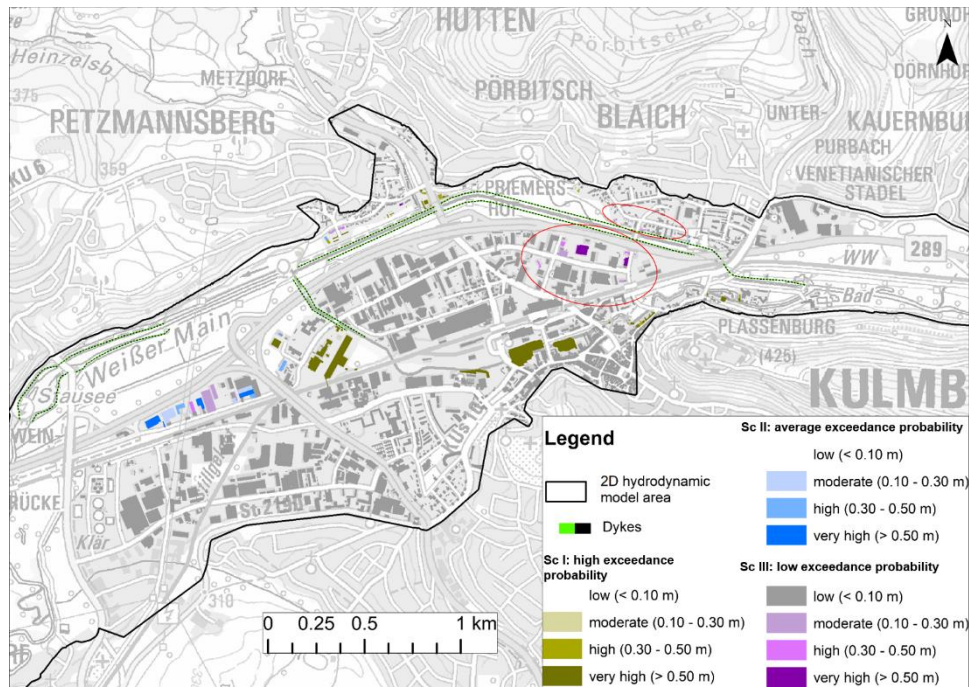 HUTTEN
GRUNDH
N
Heinzelsb.
Pörbitscher
METZDORF
PÖRBITSCH
DÖRNHOF
375
PETZMANNSBERG
BLAICH
UNTER-
KAUERNBU
PURBACH
H
KU 6
359
VENETIANISCHER
STADEL
PRIEMERS-
HOF
289
WW
Bad
Weißer Main
PLASSENBURG
(425)
Stausee
KULMB
WEIN-
BRÜCKE
Klär
310
0 0.25 0.5 1 km
Legend
2D hydrodynamic
model area
Dykes
Sc I: high exceedance
probability
low (< 0.10 m)
moderate (0.10 - 0.30 m)
high (0.30 - 0.50 m)
very high (> 0.50 m)
Sc II: average exceedance probability
low (< 0.10 m)
moderate (0.10 - 0.30 m)
high (0.30 - 0.50 m)
very high (> 0.50 m)
Sc III: low exceedance probability
low (< 0.10 m)
moderate (0.10 - 0.30 m)
high (0.30 - 0.50 m)
very high (> 0.50 m)